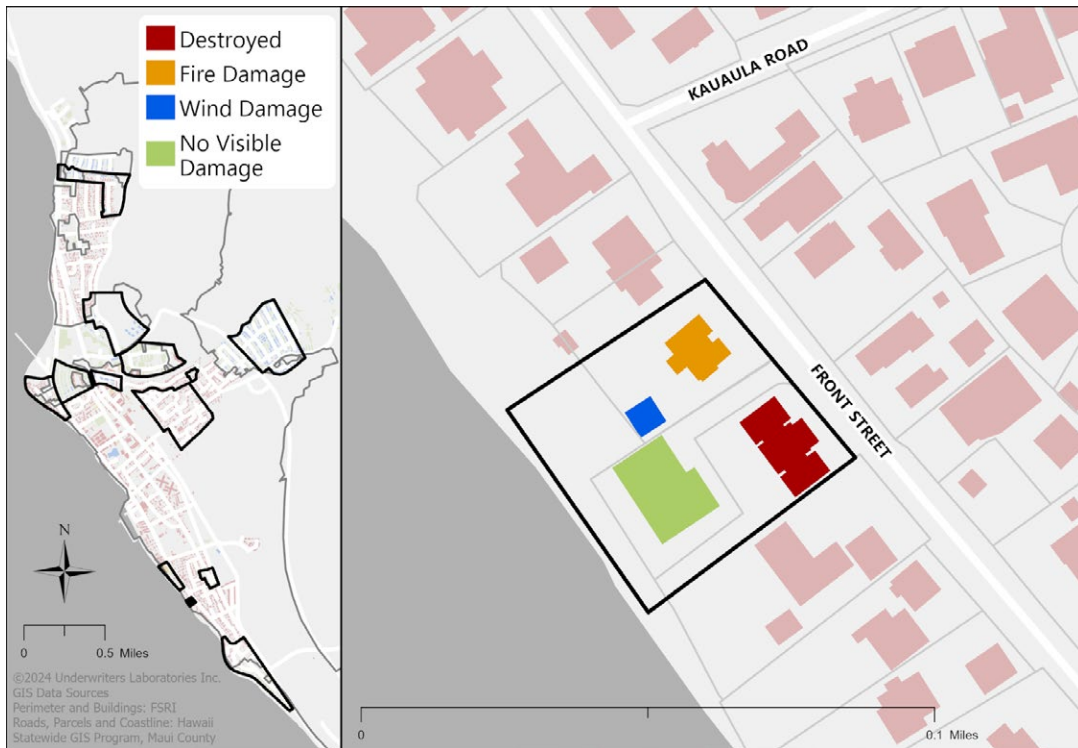 Destroyed
Fire Damage
Wind Damage
No Visible
Damage
N
0 0.5 Miles
©2024 Underwriters Laboratories Inc.
GIS Data Sources
Perimeter and Buildings: FSRI
Roads, Parcels and Coastline: Hawaii
Statewide GIS Program, Maui County
KAUAULA ROAD
FRONT STREET
0 0.1 Miles